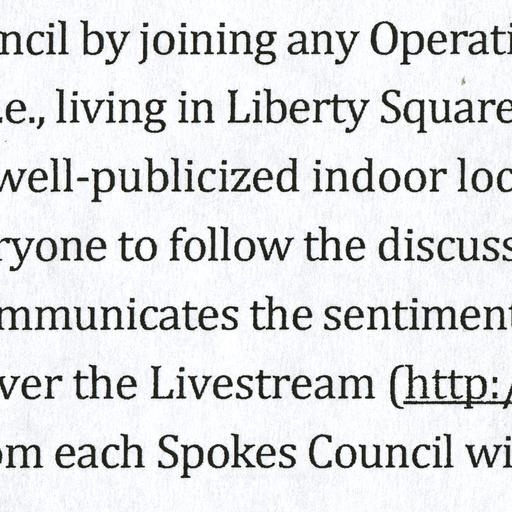 ncil by joining any Operati
.e., living in Liberty Square
well-publicized indoor loc
ryone to follow the discuss
mmunicates the sentiment
ver the Livestream (http:/
om each Spokes Council wi